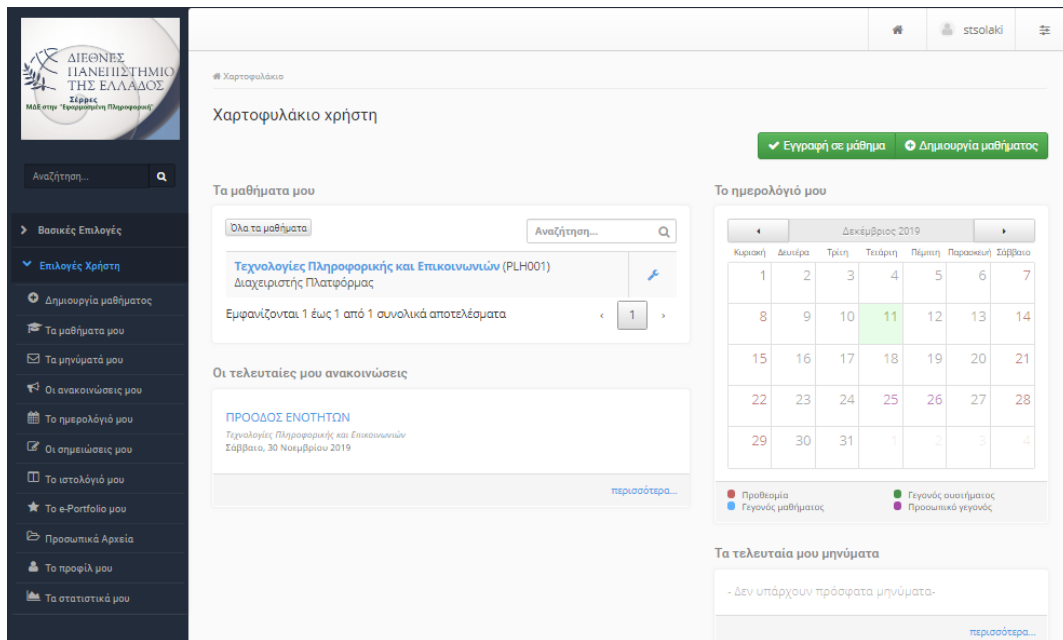 ΔΙΕΘΝΕΣ
ΠΑΝΕΠΙΣΤΗΜΙΟ
ΤΗΣ ΕΛΛΑΔΟΣ
Σέρρες
ΜΔΕ στην "Εφαρμοσμένη Πληροφορική"
Αναζήτηση...
Βασικές Επιλογές
Επιλογές Χρήστη
Δημιουργία μαθήματος
Τα μαθήματα μου
Τα μηνύματά μου
Οι ανακοινώσεις μου
Το ημερολόγιό μου
Οι σημειώσεις μου
Το ιστολόγιό μου
Το e-Portfolio μου
Προσωπικά Αρχεία
Το προφίλ μου
Τα στατιστικά μου
stsolaki
Χαρτοφυλάκιο
Χαρτοφυλάκιο χρήστη
Εγγραφή σε μάθημα
Δημιουργία μαθήματος
Τα μαθήματα μου
Όλα τα μαθήματα
Αναζήτηση...
Τεχνολογίες Πληροφορικής και Επικοινωνιών (PLH001)
Διαχειριστής Πλατφόρμας
Εμφανίζονται 1 έως 1 από 1 συνολικά αποτελέσματα
‹ 1 ›
Οι τελευταίες μου ανακοινώσεις
ΠΡΟΟΔΟΣ ΕΝΟΤΗΤΩΝ
Τεχνολογίες Πληροφορικής και Επικοινωνιών
Σάββατο, 30 Νοεμβρίου 2019
περισσότερα...
Το ημερολόγιό μου
Δεκέμβριος 2019
Κυριακή Δευτέρα Τρίτη Τετάρτη Πέμπτη Παρασκευή Σάββατο
1 2 3 4 5 6 7
8 9 10 11 12 13 14
15 16 17 18 19 20 21
22 23 24 25 26 27 28
29 30 31 1 2 3 4
Προθεσμία
Γεγονός συστήματος
Γεγονός μαθήματος
Προσωπικό γεγονός
Τα τελευταία μου μηνύματα
- Δεν υπάρχουν πρόσφατα μηνύματα-
περισσότερα...